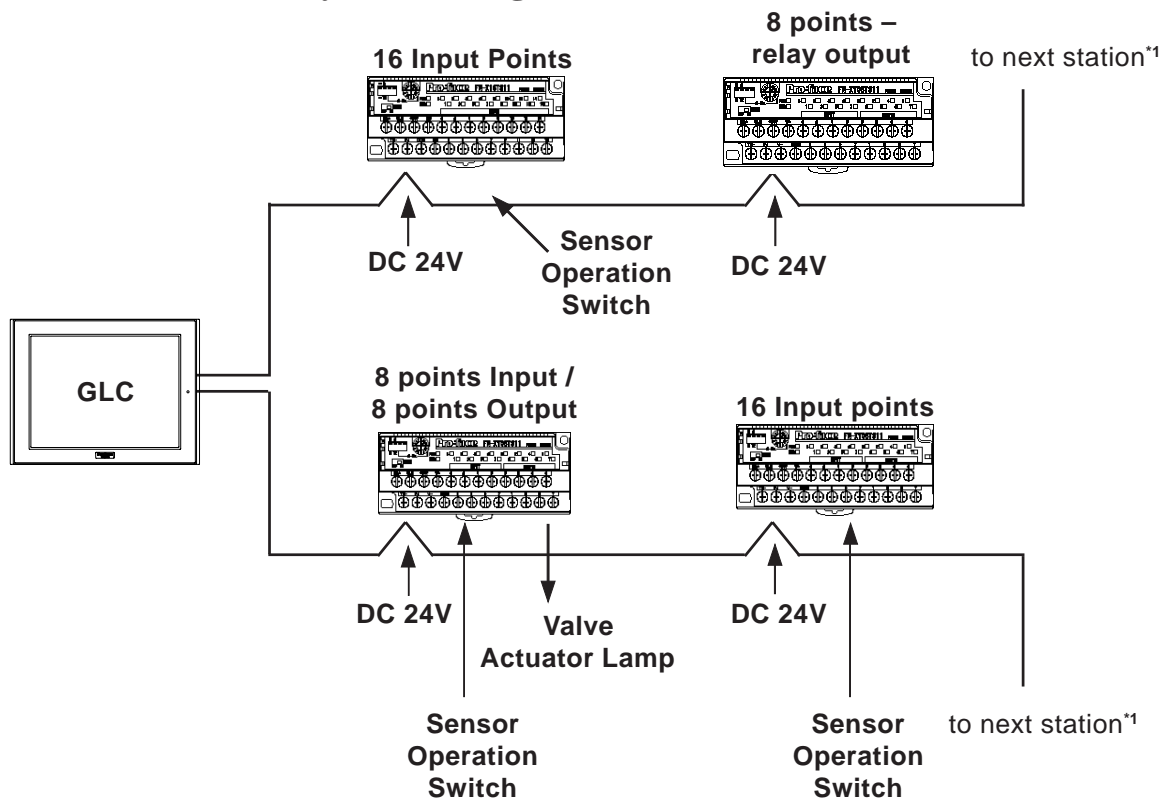 8 points –
relay output
16 Input Points
to next station*1
DC 24V
Sensor
Operation
Switch
DC 24V
GLC
8 points Input /
8 points Output
16 Input points
DC 24V
Valve
Actuator Lamp
DC 24V
Sensor
Operation
Switch
Sensor
Operation
Switch
to next station*1